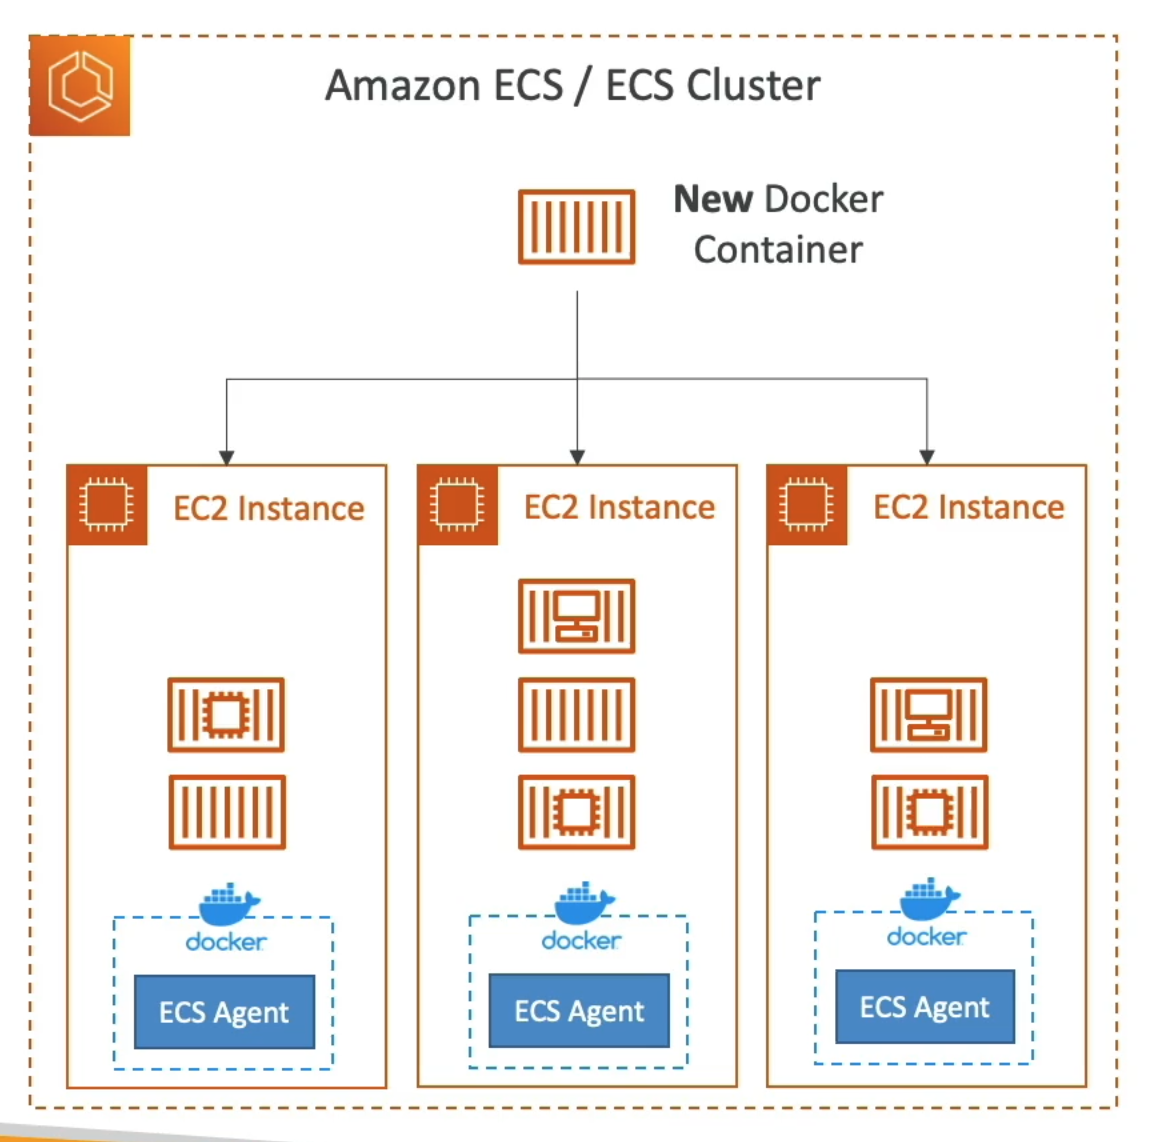 Amazon ECS / ECS Cluster
New Docker
Container
EC2 Instance
EC2 Instance
EC2 Instance
docker
docker
docker
ECS Agent
ECS Agent
ECS Agent